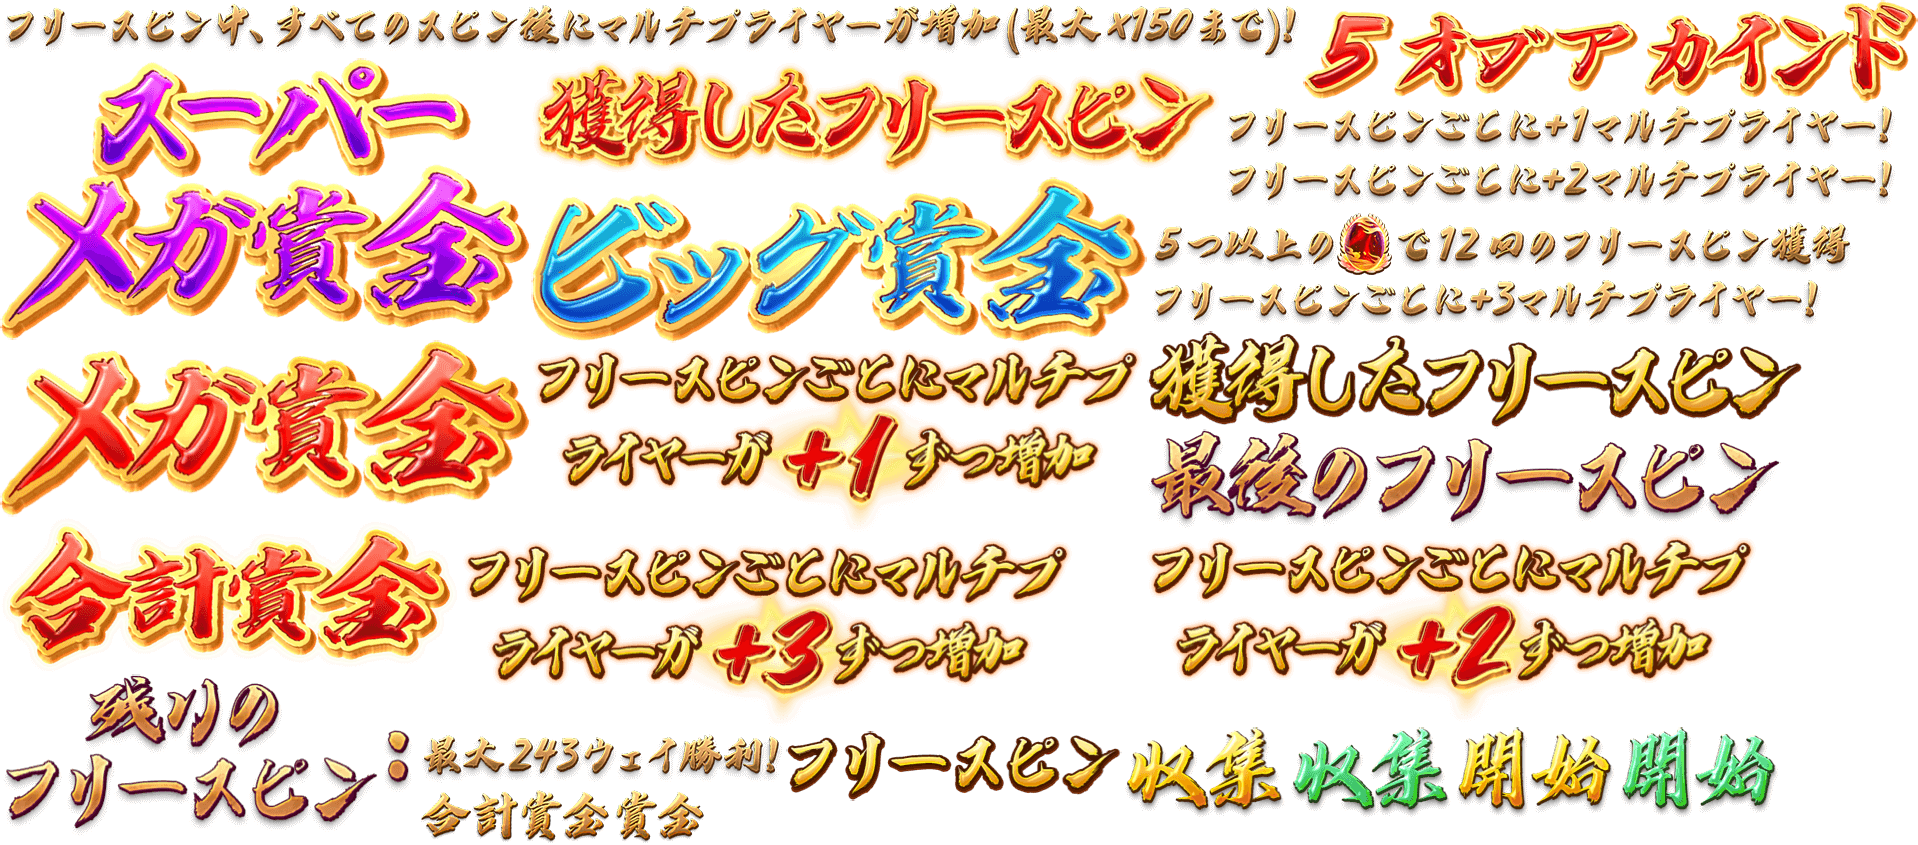 フリースピン中、すべてのスピン後にマルチプライヤーが増加(最大x150まで)!
5 オブ ア カインド
スーパー
メガ賞金
獲得したフリースピン
フリースピンごとに+1マルチプライヤー!
フリースピンごとに+2マルチプライヤー!
ビッグ賞金
5つ以上ので12回のフリースピン獲得
フリースピンごとに+3マルチプライヤー!
メガ賞金
フリースピンごとにマルチプ
ライヤーが +1 ずつ増加
獲得したフリースピン
最後のフリースピン
合計賞金
フリースピンごとにマルチプ
ライヤーが +3 ずつ増加
フリースピンごとにマルチプ
ライヤーが +2 ずつ増加
残りの
フリースピン:
最大243ウェイ勝利!
合計賞金賞金
フリースピン
収集
収集
開始
開始